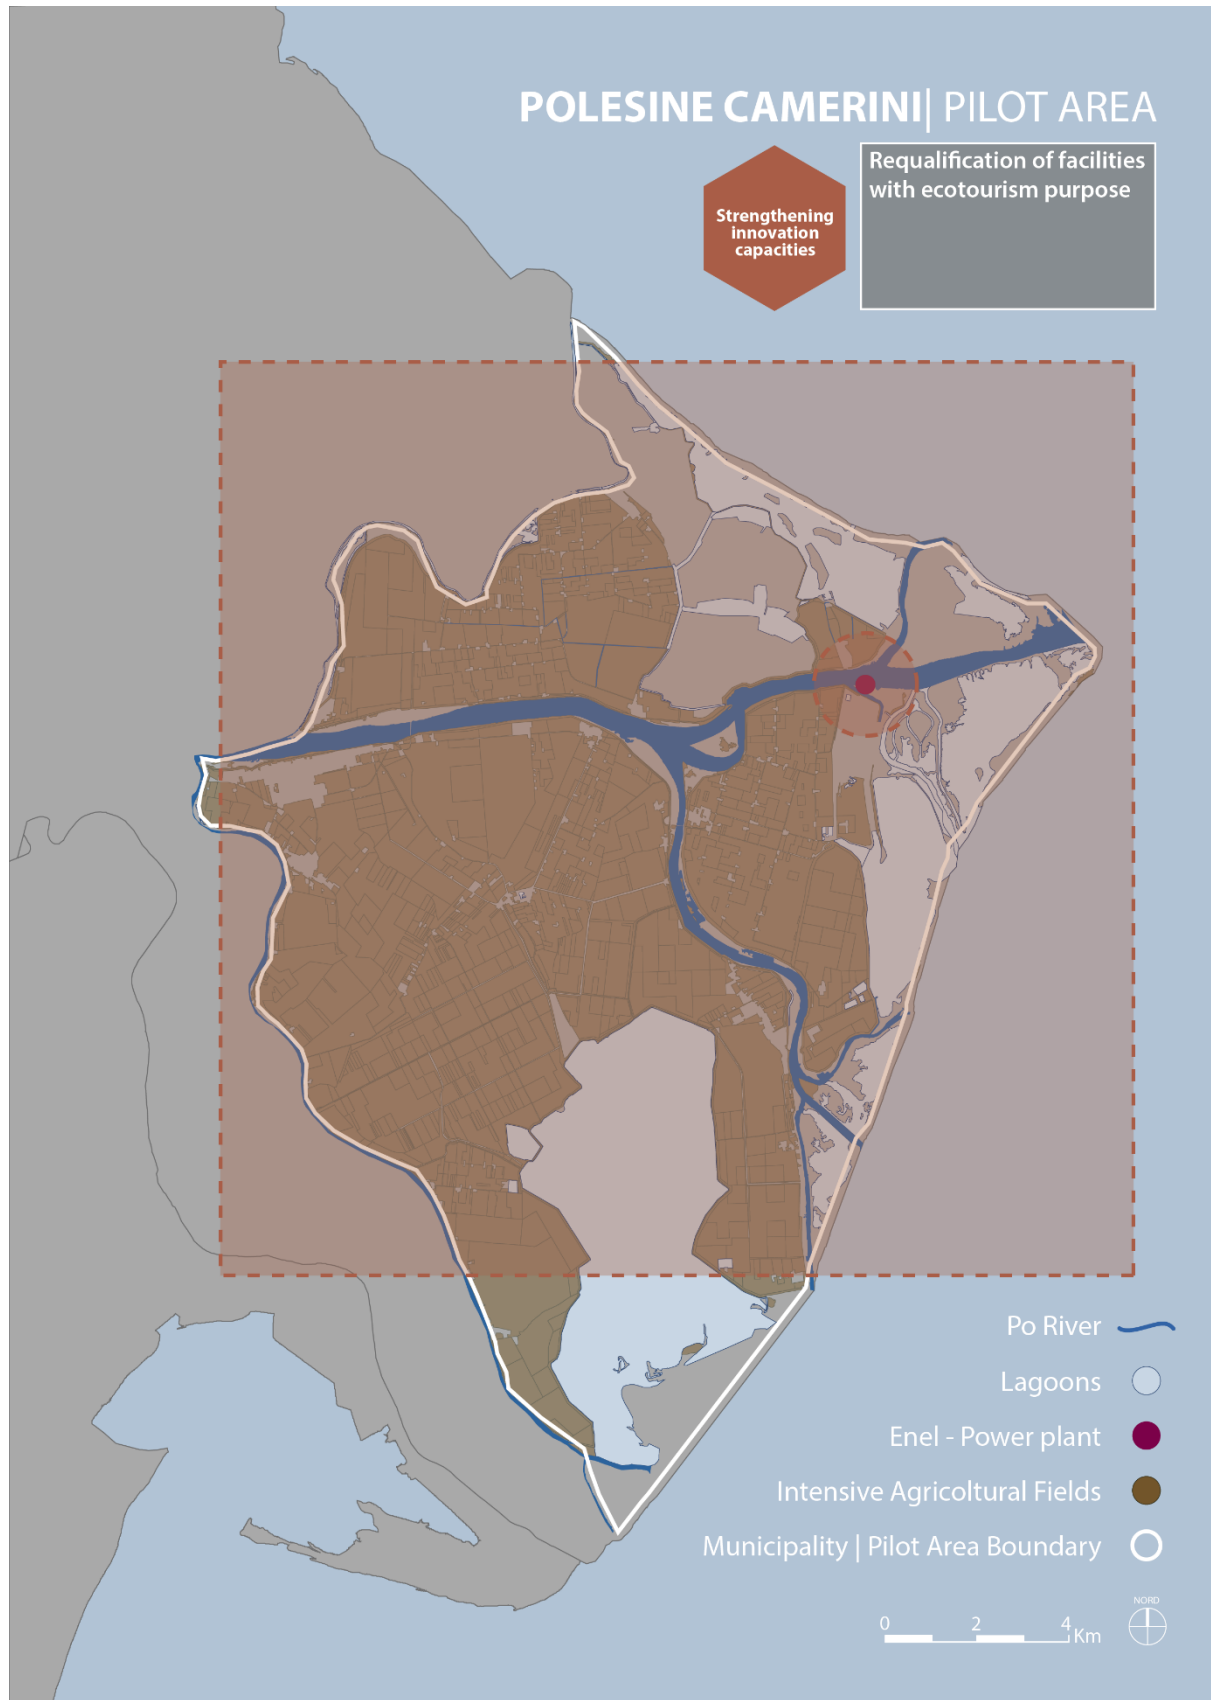 POLESINE CAMERINI| PILOT AREA
Strengthening
innovation
capacities
Requalification of facilities
with ecotourism purpose
Po River
Lagoons
Enel - Power plant
Intensive Agricoltural Fields
Municipality | Pilot Area Boundary
NORD
0 2 4 Km